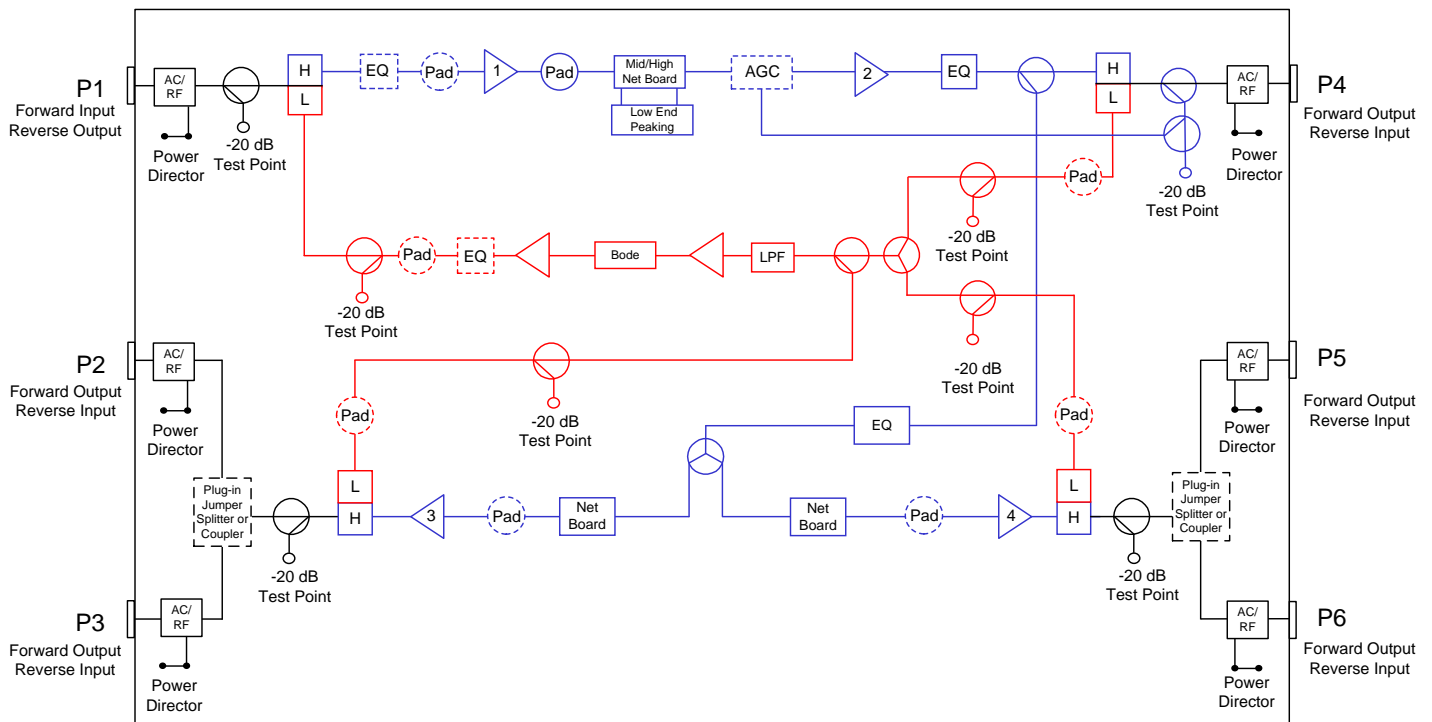 P1
Forward Input
Reverse Output
AC/
RF
Power
Director
-20 dB
Test Point
H
L
EQ
Pad
1
Pad
Mid/High
Net Board
Low End
Peaking
AGC
2
EQ
H
L
AC/
RF
Power
Director
-20 dB
Test Point
P4
Forward Output
Reverse Input
Pad
-20 dB
Test Point
-20 dB
Test Point
Pad
EQ
Bode
LPF
-20 dB
Test Point
P2
Forward Output
Reverse Input
AC/
RF
Power
Director
-20 dB
Test Point
Pad
EQ
Pad
AC/
RF
Power
Director
P5
Forward Output
Reverse Input
Plug-in
Jumper
Splitter or
Coupler
-20 dB
Test Point
L
H
3
Pad
Net
Board
Net
Board
Pad
4
L
H
-20 dB
Test Point
Plug-in
Jumper
Splitter or
Coupler
P3
Forward Output
Reverse Input
AC/
RF
Power
Director
AC/
RF
Power
Director
P6
Forward Output
Reverse Input